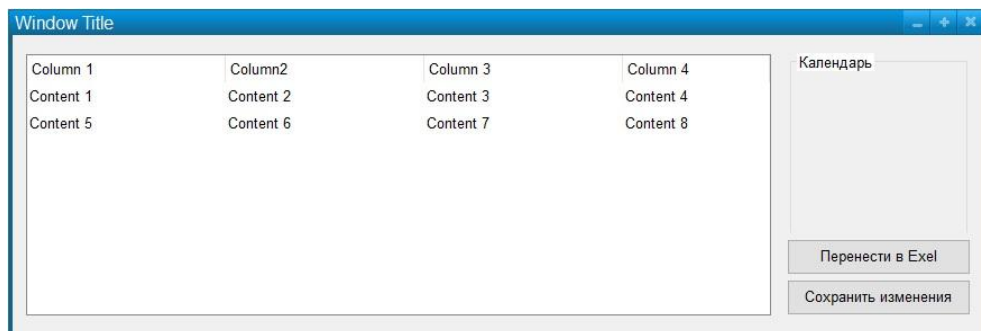 Window Title
Column 1 Column2 Column 3 Column 4
Content 1 Content 2 Content 3 Content 4
Content 5 Content 6 Content 7 Content 8
Календарь
Перенести в Exel
Сохранить изменения